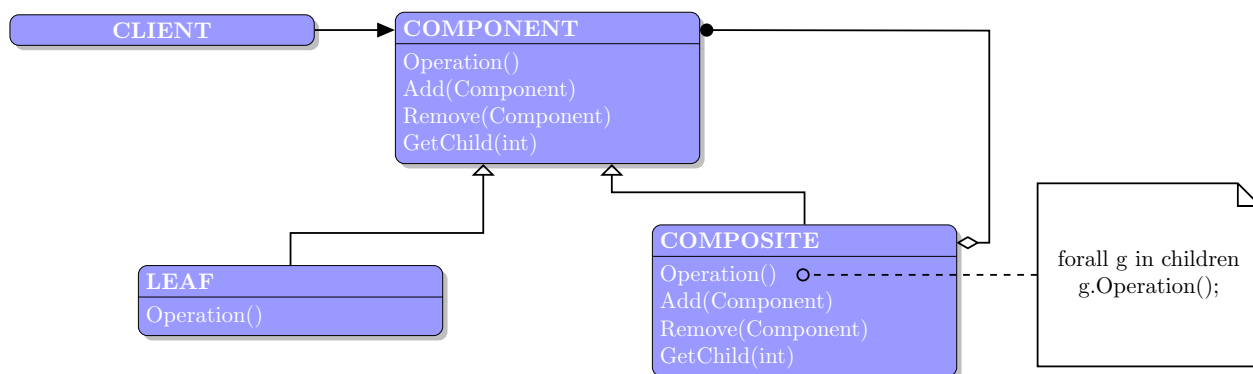 CLIENT
COMPONENT
Operation()
Add(Component)
Remove(Component)
GetChild(int)
LEAF
Operation()
COMPOSITE
Operation()
Add(Component)
Remove(Component)
GetChild(int)
forall g in children
g.Operation();